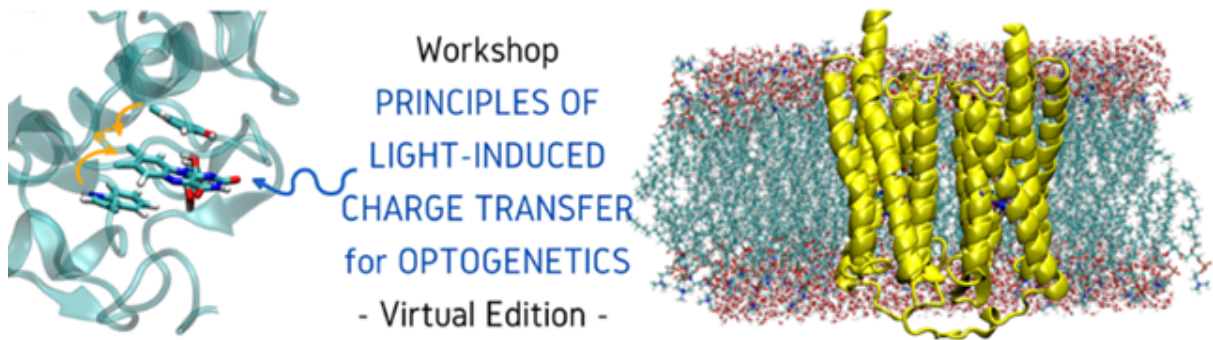 Workshop
PRINCIPLES OF
LIGHT-INDUCED
CHARGE TRANSFER
for OPTOGENETICS
- Virtual Edition -